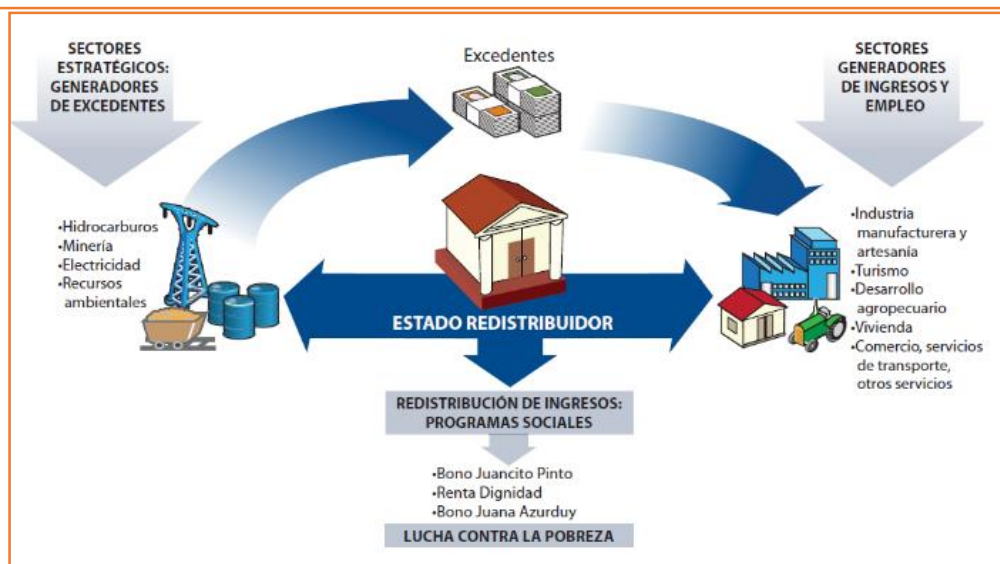 SECTORES
ESTRATÉGICOS:
GENERADORES
DE EXCEDENTES
Excedentes
SECTORES
GENERADORES
DE INGRESOS Y
EMPLEO
•Hidrocarburos
•Minería
•Electricidad
•Recursos
ambientales
•Industria
manufacturera y
artesanía
•Turismo
•Desarrollo
agropecuario
•Vivienda
•Comercio, servicios
de transporte,
otros servicios
ESTADO REDISTRIBUIDOR
REDISTRIBUCIÓN DE INGRESOS:
PROGRAMAS SOCIALES
•Bono Juancito Pinto
•Renta Dignidad
•Bono Juana Azurduy
LUCHA CONTRA LA POBREZA